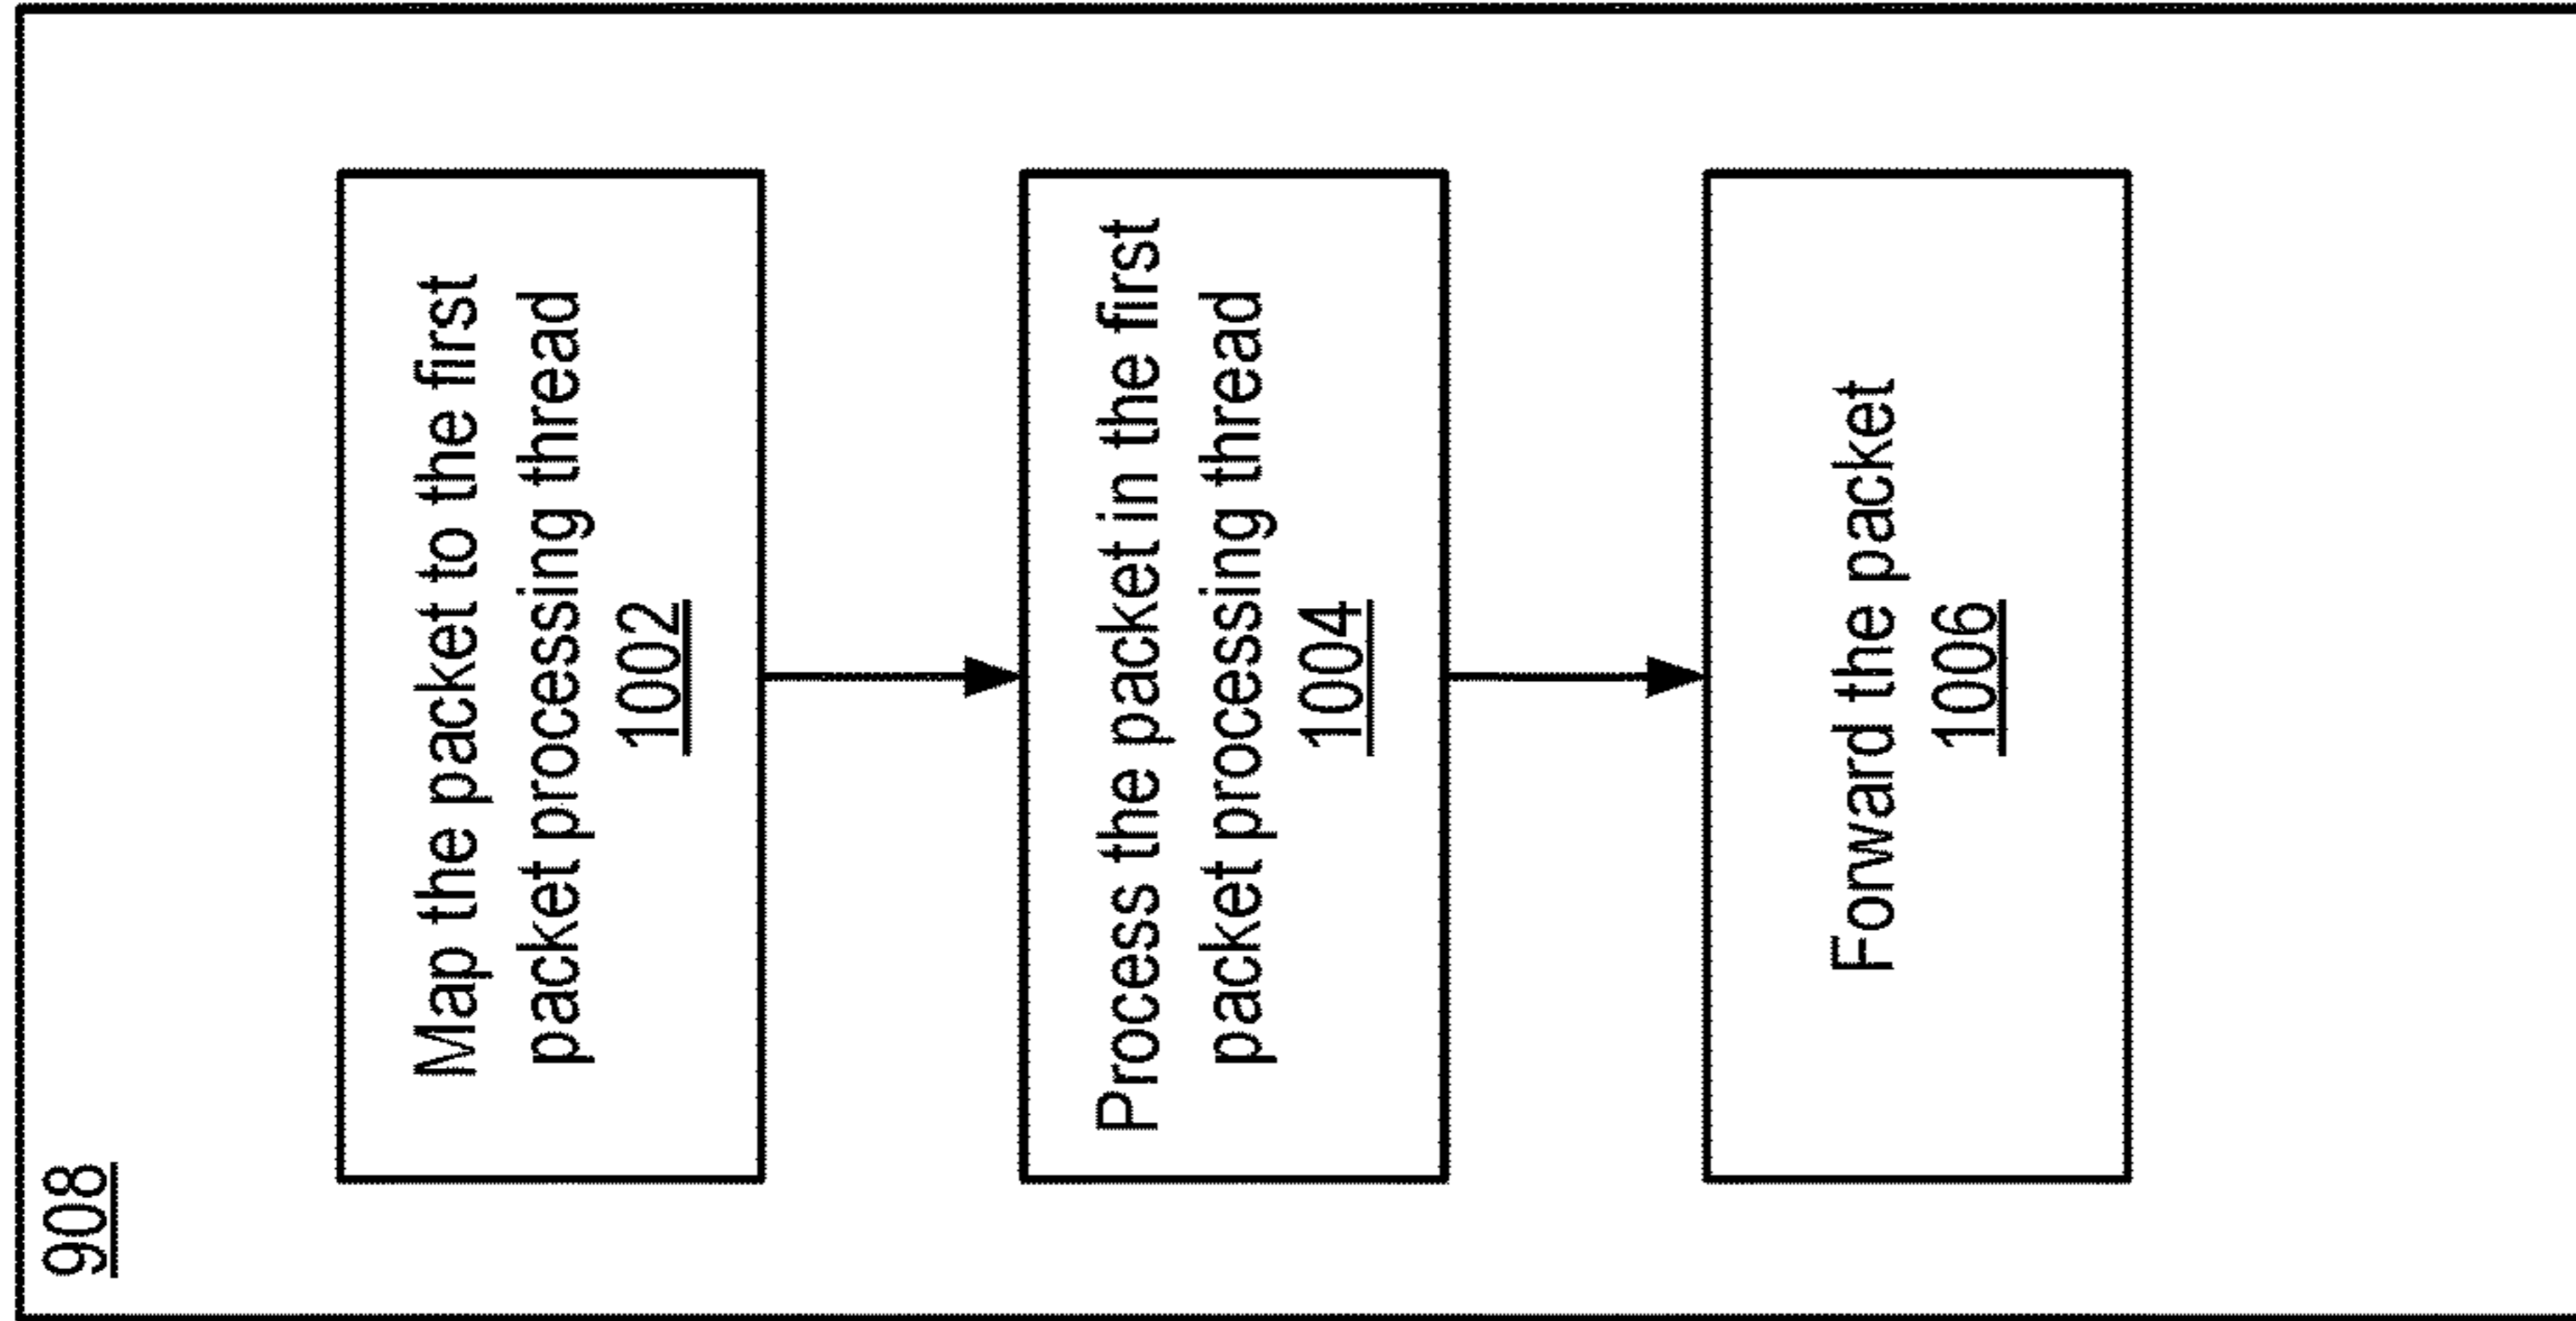 908
Map the packet to the first
packet processing thread
1002
Process the packet in the first
packet processing thread
1004
Forward the packet
1006